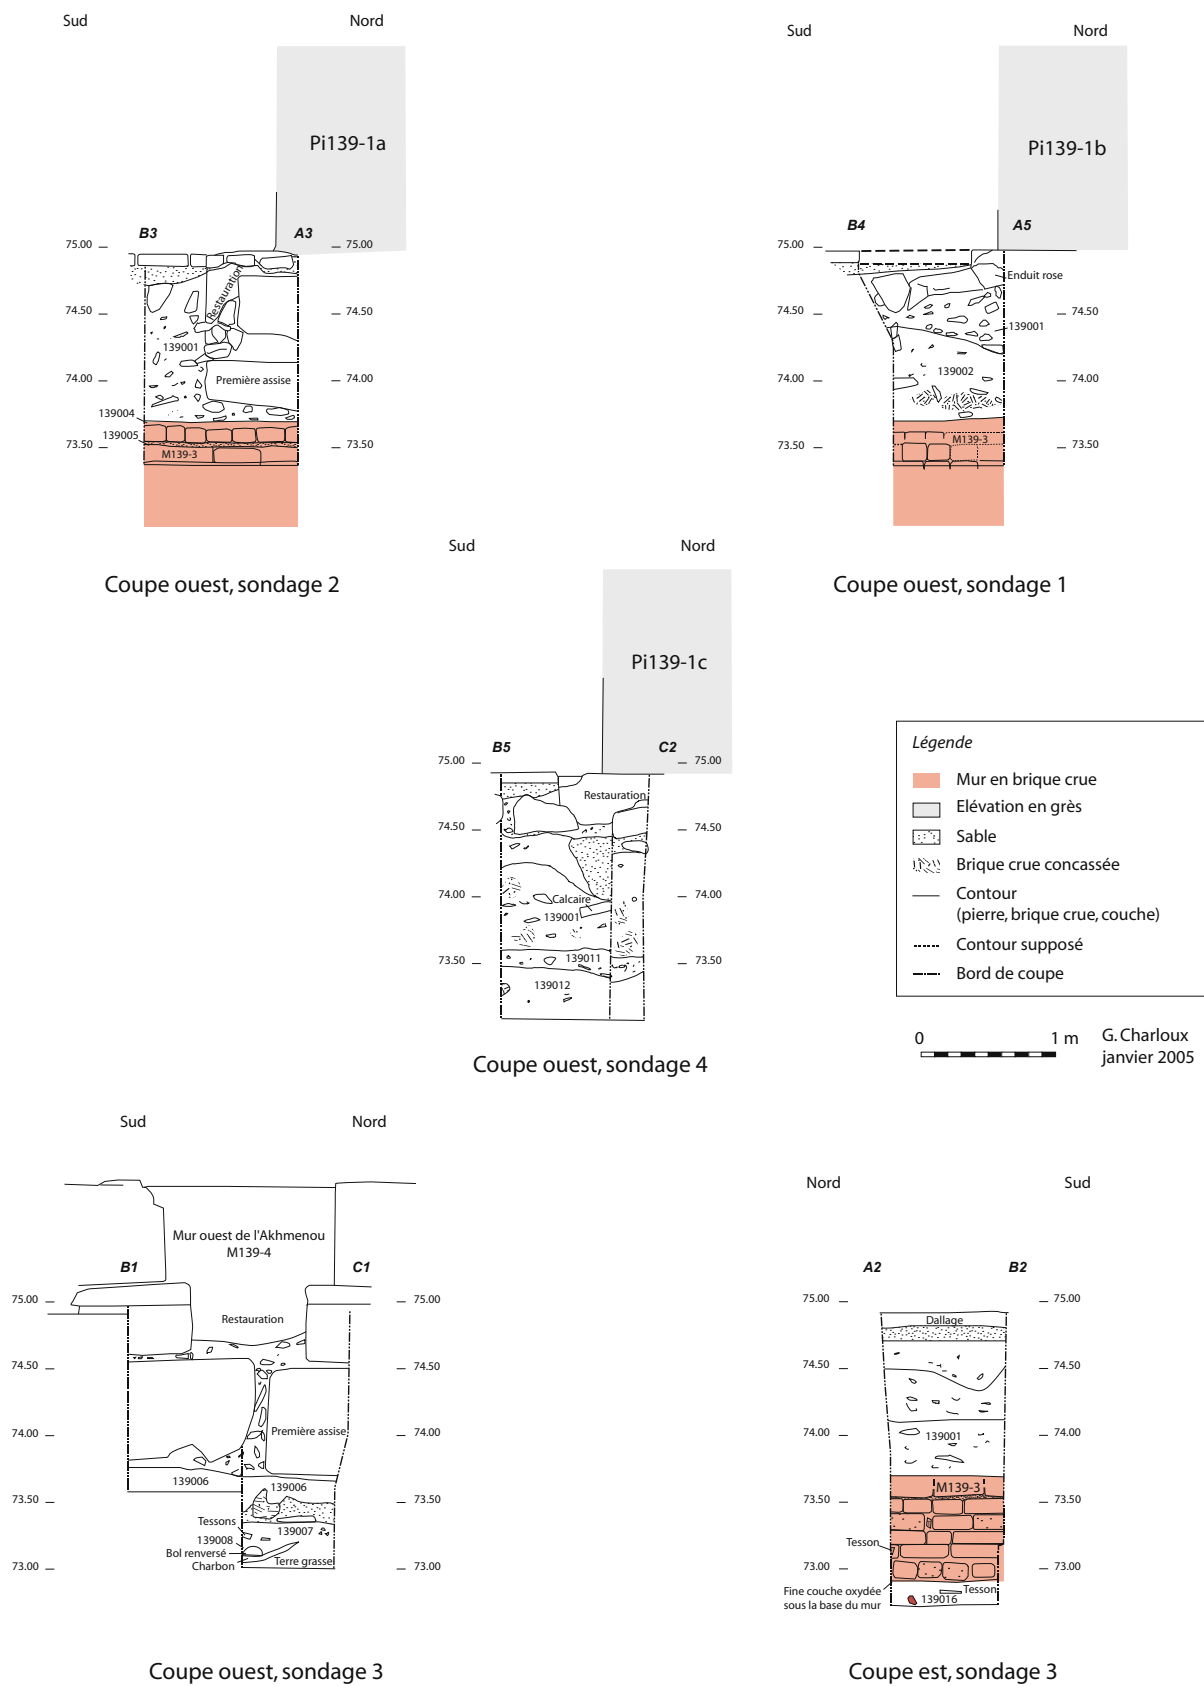 Sud
Nord
Pi139-1a
B3
A3
75.00
75.00
Restauration
74.50
74.50
139001
74.00
74.00
Première assise
139004
139005
73.50
73.50
M139-3
Coupe ouest, sondage 2
Sud
Nord
Pi139-1b
B4
A5
75.00
75.00
Enduit rose
74.50
74.50
139001
139002
74.00
74.00
73.50
73.50
M139-3
Coupe ouest, sondage 1
Sud
Nord
Pi139-1c
B5
C2
75.00
75.00
Restauration
74.50
74.50
74.00
74.00
Calcaire
139001
73.50
73.50
139011
139012
Coupe ouest, sondage 4
Légende
Mur en brique crue
Elévation en grès
Sable
Brique crue concassée
Contour
(pierre, brique crue, couche)
Contour supposé
Bord de coupe
0
1 m
G. Charloux
janvier 2005
Sud
Nord
Mur ouest de l'Akhmenou
M139-4
B1
C1
75.00
75.00
Restauration
74.50
74.50
74.00
74.00
Première assise
139006
139006
73.50
73.50
Tessons
139007
139008
Bol renversé
Charbon
Terre grasse
73.00
73.00
Coupe ouest, sondage 3
Nord
Sud
A2
B2
75.00
75.00
Dallage
74.50
74.50
74.00
74.00
139001
M139-3
73.50
73.50
Tesson
73.00
73.00
Fine couche oxydée
sous la base du mur
Tesson
139016
Coupe est, sondage 3